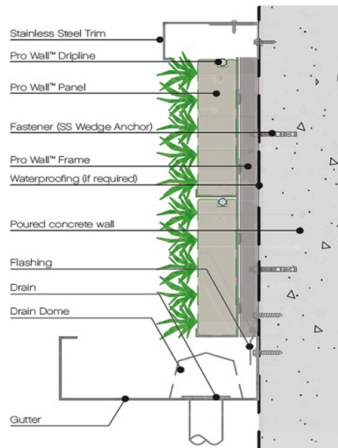 Stainless Steel Trim
Pro Wall™ Dripline
Pro Wall™ Panel
Fastener (SS Wedge Anchor)
Pro Wall™ Frame
Waterproofing (if required)
Poured concrete wall
Flashing
Drain
Drain Dome
Gutter